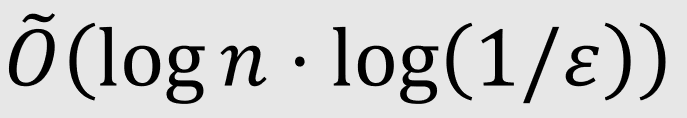 Õ(log n · log(1/ε))